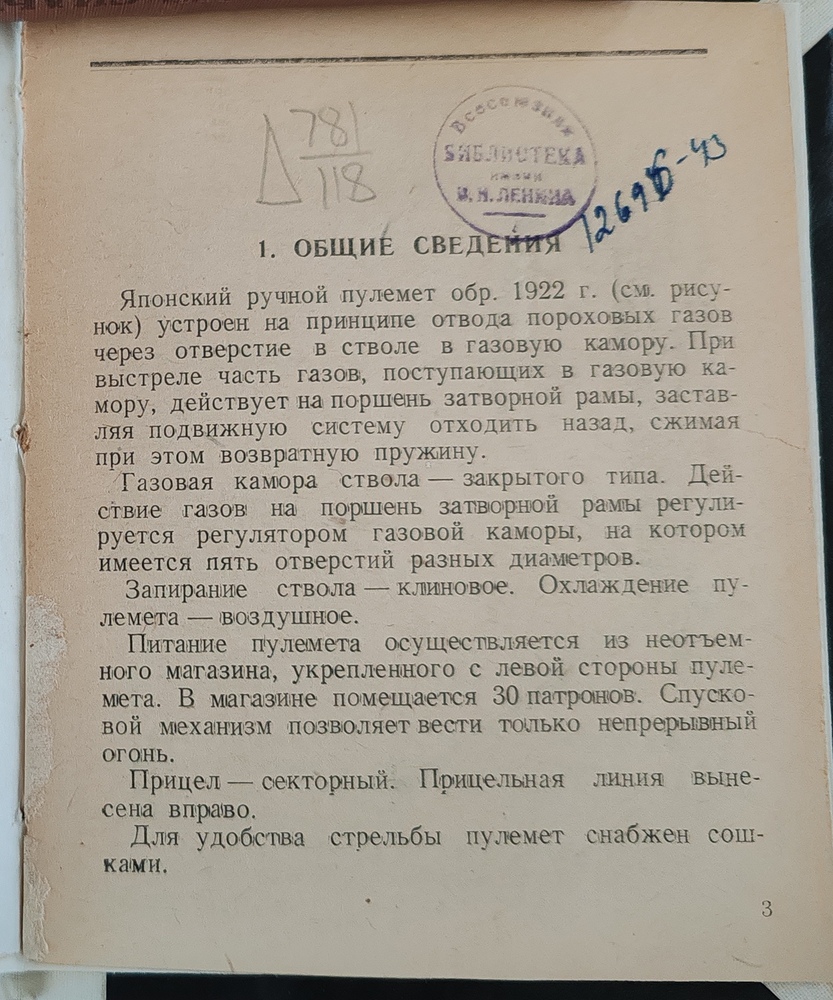 781
118
Всесоюзная
БИБЛИОТЕКА
имени
В. И. ЛЕНИНА
1. ОБЩИЕ СВЕДЕНИЯ
Японский ручной пулемет обр. 1922 г. (см. рису-
нок) устроен на принципе отвода пороховых газов
через отверстие в стволе в газовую камору. При
выстреле часть газов, поступающих в газовую ка-
мору, действует на поршень затворной рамы, застав-
ляя подвижную систему отходить назад, сжимая
при этом возвратную пружину.
Газовая камора ствола — закрытого типа. Дей-
ствие газов на поршень затворной рамы регули-
руется регулятором газовой каморы, на котором
имеется пять отверстий разных диаметров.
Запирание ствола — клиновое. Охлаждение пу-
лемета — воздушное.
Питание пулемета осуществляется из неотъем-
ного магазина, укрепленного с левой стороны пуле-
мета. В магазине помещается 30 патронов. Спуско-
вой механизм позволяет вести только непрерывный
огонь.
Прицел — секторный. Прицельная линия выне-
сена вправо.
Для удобства стрельбы пулемет снабжен сош-
ками.
3